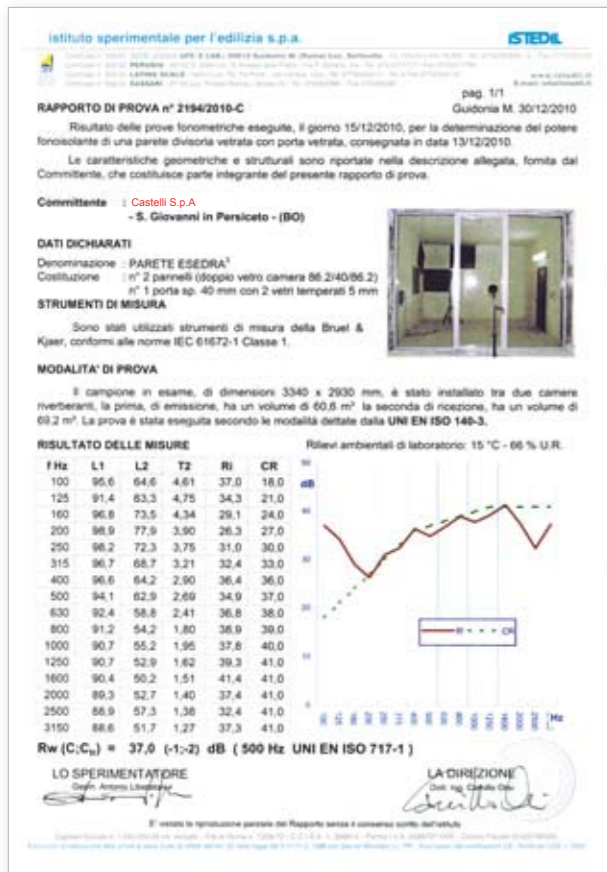 istituto sperimentale per l'edilizia s.p.a.
ISTEDIL
pag. 1/1
RAPPORTO DI PROVA n° 2194/2010-C
Guidonia M. 30/12/2010
Risultato delle prove fonometriche eseguite, il giorno 15/12/2010, per la determinazione del potere
fonoisolante di una parete divisoria vetrata con porta vetrata, consegnata in data 13/12/2010.
Le caratteristiche geometriche e strutturali sono riportate nella descrizione allegata, fornita dal
Committente, che costituisce parte integrante del presente rapporto di prova.
Committente : Castelli S.p.A
- S. Giovanni in Persiceto - (BO)
DATI DICHIARATI
Denominazione : PARETE ESEDRA³
Costituzione : n° 2 pannelli (doppio vetro camera 86.2/40/86.2)
n° 1 porta sp. 40 mm con 2 vetri temperati 5 mm
STRUMENTI DI MISURA
Sono stati utilizzati strumenti di misura della Bruel &
Kjaer, conformi alle norme IEC 61672-1 Classe 1.
MODALITA' DI PROVA
Il campione in esame, di dimensioni 3340 x 2930 mm, è stato installato tra due camere
riverberanti, la prima, di emissione, ha un volume di 60,6 m³ la seconda di ricezione, ha un volume di
69,2 m³. La prova è stata eseguita secondo le modalità dettate dalla UNI EN ISO 140-3.
RISULTATO DELLE MISURE
Rilievi ambientali di laboratorio: 15 °C - 66 % U.R.
f Hz L1 L2 T2 Ri CR
100 95,6 64,6 4,61 37,0 18,0
125 91,4 63,3 4,75 34,3 21,0
160 96,8 73,5 4,34 29,1 24,0
200 98,9 77,9 3,90 26,3 27,0
250 98,2 72,3 3,75 31,0 30,0
315 96,7 68,7 3,21 32,4 33,0
400 96,6 64,2 2,90 36,4 36,0
500 94,1 62,9 2,69 34,9 37,0
630 92,4 58,8 2,41 36,8 38,0
800 91,2 54,2 1,80 38,9 39,0
1000 90,7 55,2 1,95 37,8 40,0
1250 90,7 52,9 1,62 39,3 41,0
1600 90,4 50,2 1,51 41,4 41,0
2000 89,3 52,7 1,40 37,4 41,0
2500 88,9 57,3 1,38 32,4 41,0
3150 88,6 51,7 1,27 37,3 41,0
dB
50
40
30
20
10
Ri CR
Hz
Rw (C;Ctr) = 37,0 (-1;-2) dB ( 500 Hz UNI EN ISO 717-1 )
LO SPERIMENTATORE
LA DIREZIONE
E' vietata la riproduzione parziale del Rapporto senza il consenso scritto dell'istituto